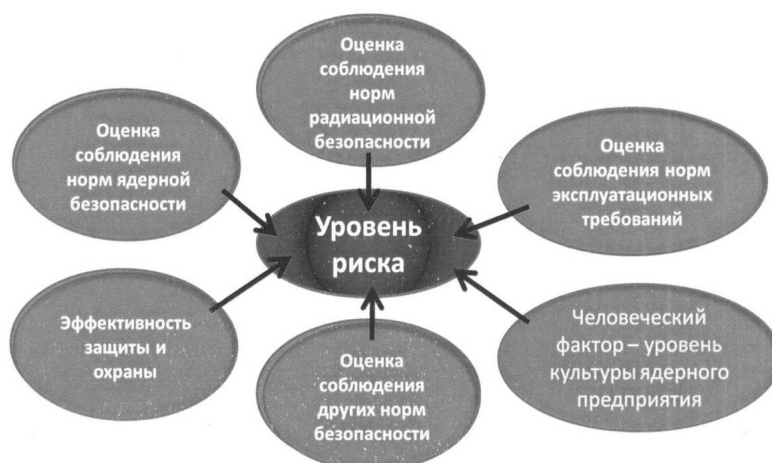 Оценка
соблюдения
норм
радиационной
безопасности
Оценка
соблюдения
норм ядерной
безопасности
Оценка
соблюдения норм
эксплуатационных
требований
Уровень
риска
Эффективность
защиты и
охраны
Оценка
соблюдения
других норм
безопасности
Человеческий
фактор – уровень
культуры ядерного
предприятия